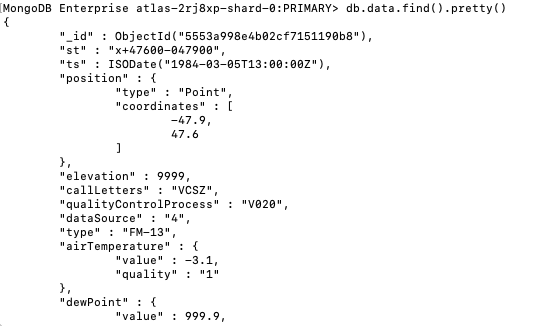 [MongoDB Enterprise atlas-2rj8xp-shard-0:PRIMARY> db.data.find().pretty()
{
"_id" : ObjectId("5553a998e4b02cf7151190b8"),
"st" : "x+47600-047900",
"ts" : ISODate("1984-03-05T13:00:00Z"),
"position" : {
"type" : "Point",
"coordinates" : [
-47.9,
47.6
]
},
"elevation" : 9999,
"callLetters" : "VCSZ",
"qualityControlProcess" : "V020",
"dataSource" : "4",
"type" : "FM-13",
"airTemperature" : {
"value" : -3.1,
"quality" : "1"
},
"dewPoint" : {
"value" : 999.9,